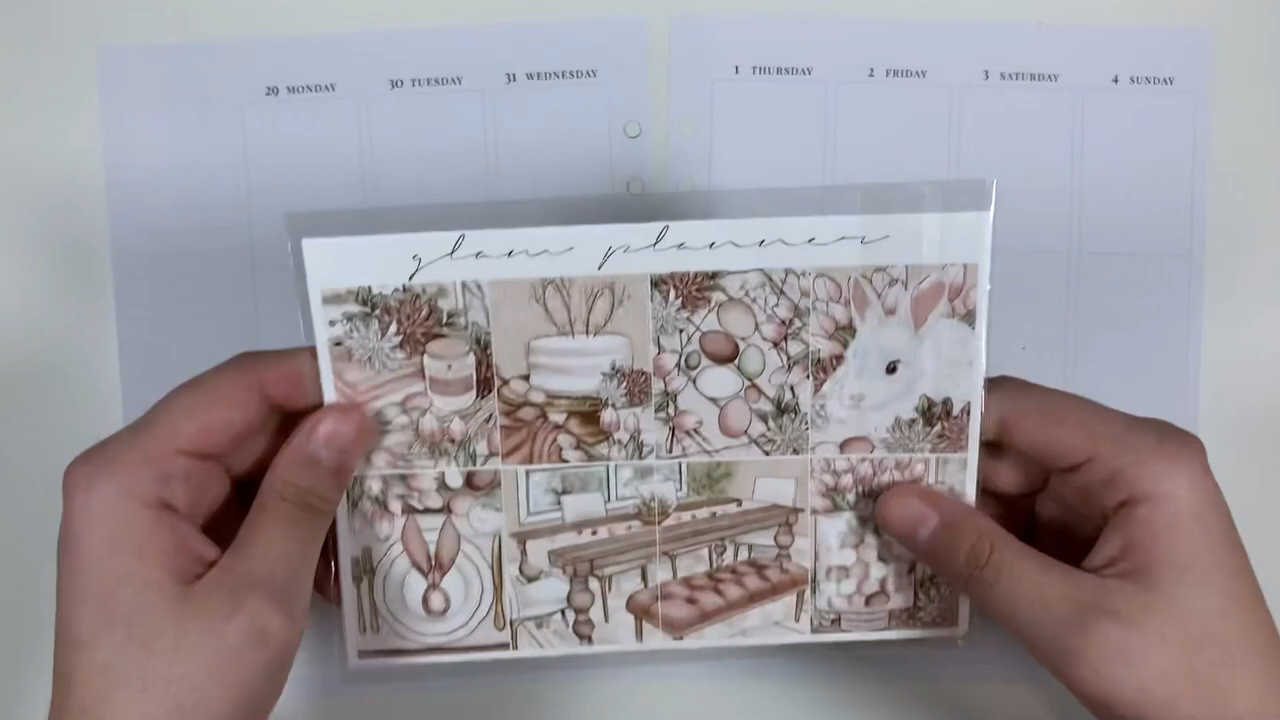 29 MONDAY
30 TUESDAY
31 WEDNESDAY
1 THURSDAY
2 FRIDAY
3 SATURDAY
4 SUNDAY
glam planner